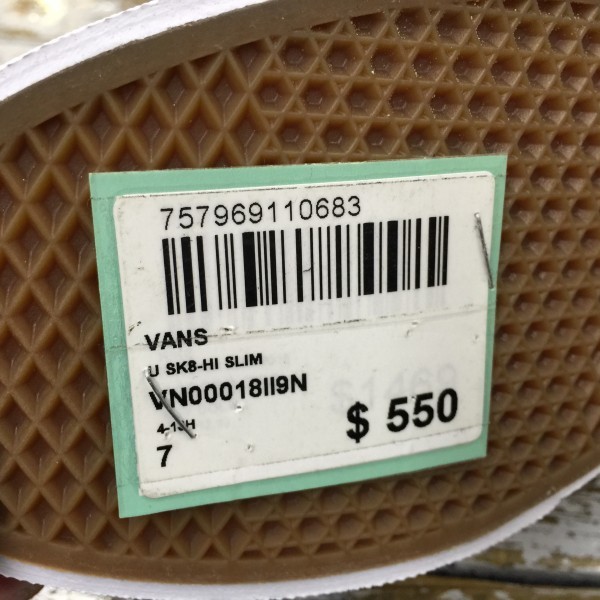 757969110683
VANS
U SK8-HI SLIM
VN00018II9N
$ 550
7